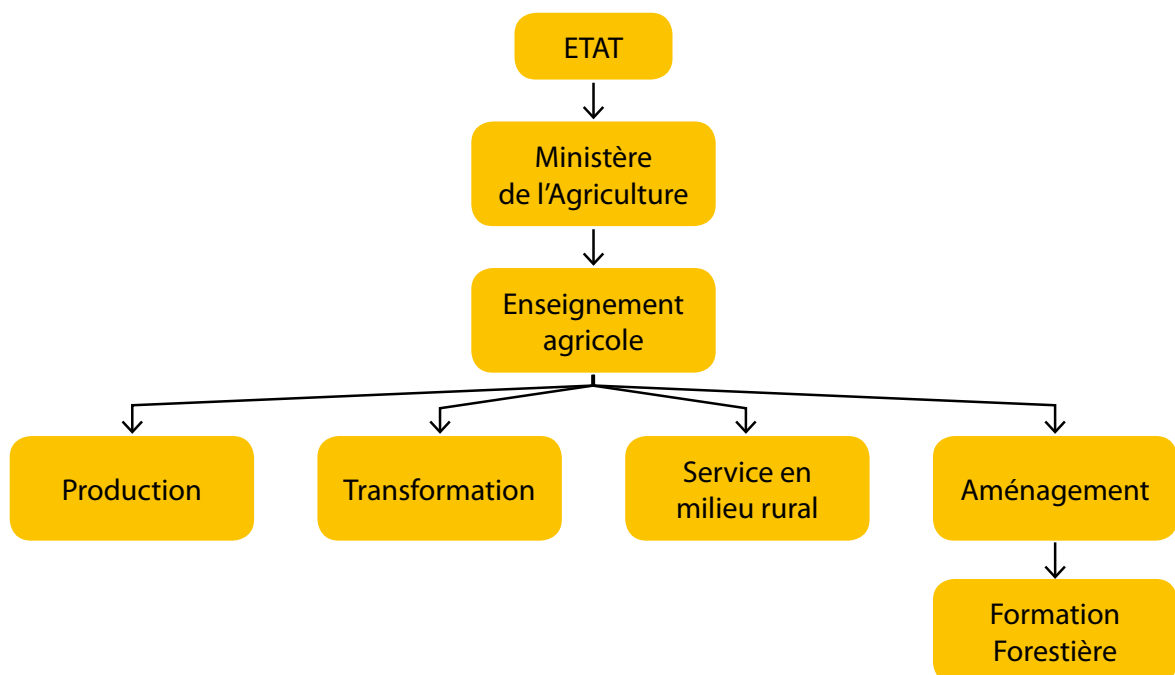 ETAT
Ministère
de l'Agriculture
Enseignement
agricole
Production
Transformation
Service en
milieu rural
Aménagement
Formation
Forestière